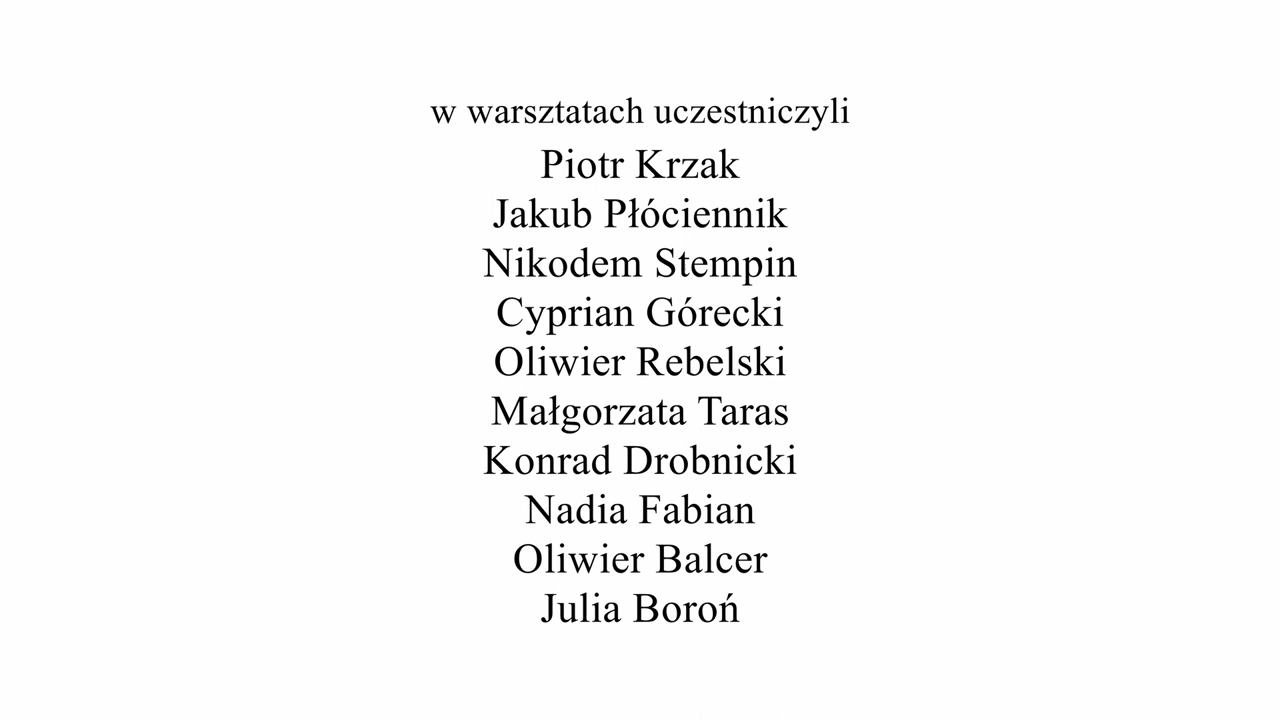 w warsztatach uczestniczyli
Piotr Krzak
Jakub Płóciennik
Nikodem Stempin
Cyprian Górecki
Oliwier Rebelski
Małgorzata Taras
Konrad Drobnicki
Nadia Fabian
Oliwier Balcer
Julia Boroń